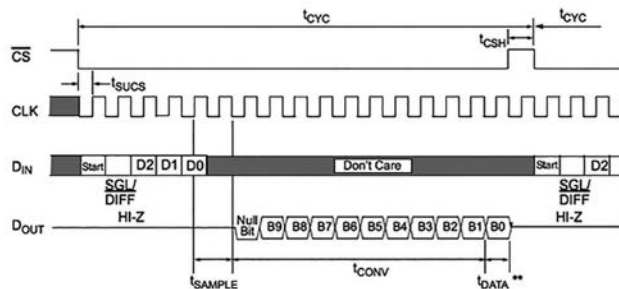 tCYC tCYC
tCSH
CS
tSUCS
CLK
DIN Start D2 D1 D0 Don't Care Start D2
SGL/ DIFF SGL/ DIFF
HI-Z HI-Z
DOUT Null Bit B9 B8 B7 B6 B5 B4 B3 B2 B1 B0
tSAMPLE tCONV tDATA **